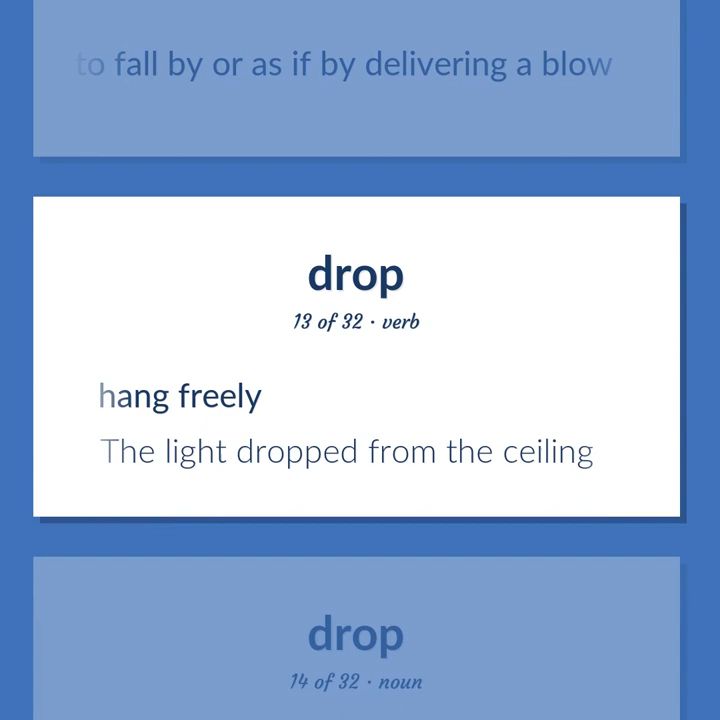 to fall by or as if by delivering a blow
drop
13 of 32 · verb
hang freely
The light dropped from the ceiling
drop
14 of 32 · noun